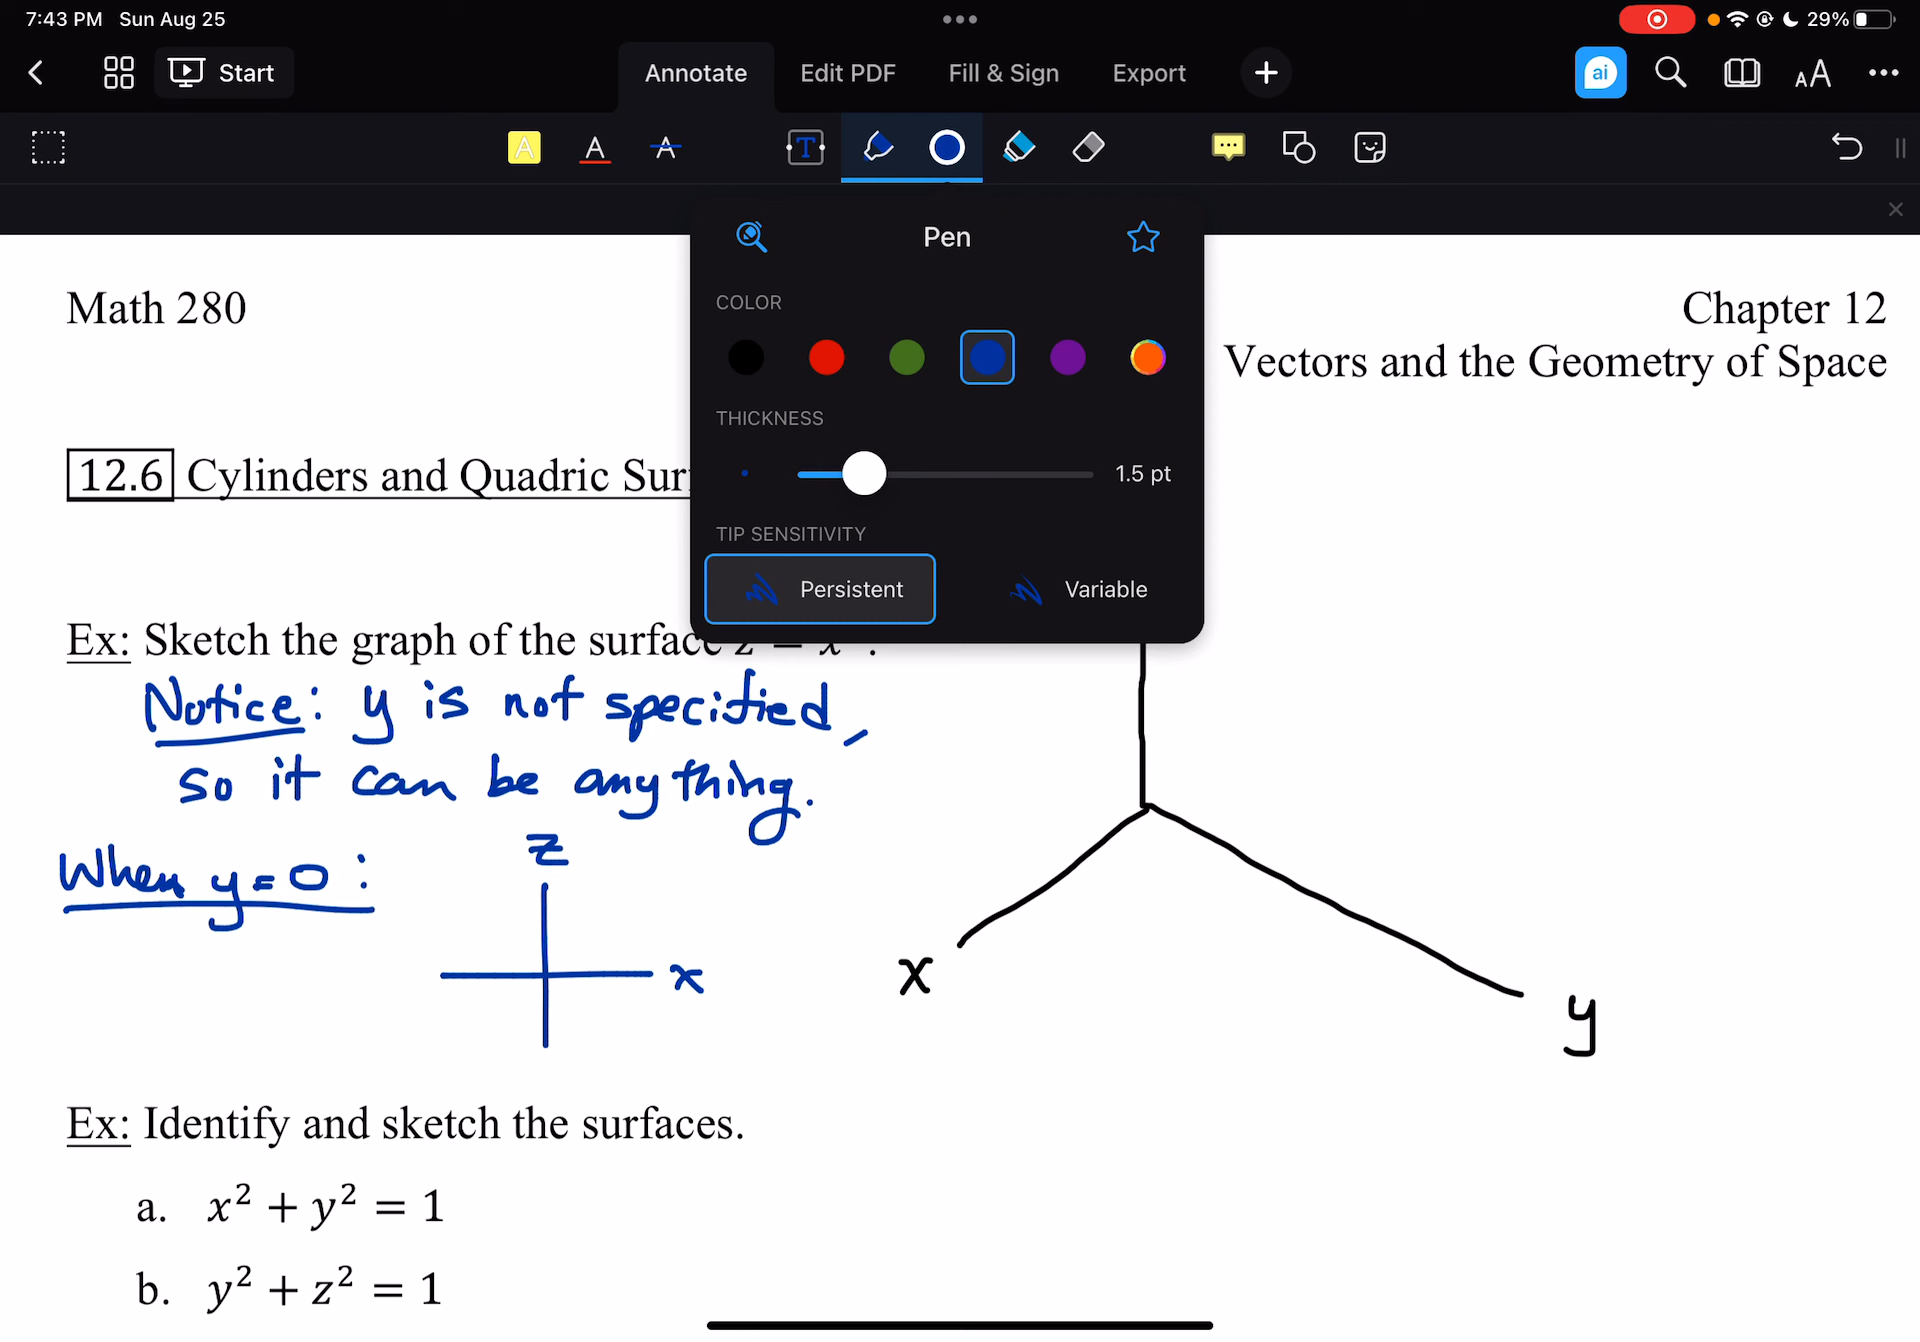 7:43 PM Sun Aug 25
29%
Start
Annotate
Edit PDF
Fill & Sign
Export
ai
AA
A A A T
Pen
COLOR
THICKNESS
1.5 pt
TIP SENSITIVITY
Persistent Variable
Math 280
Chapter 12
Vectors and the Geometry of Space
12.6 Cylinders and Quadric Sur
Ex: Sketch the graph of the surface z = x .
Notice: y is not specified,
so it can be anything.
When y=0:
z
x
x
y
Ex: Identify and sketch the surfaces.
a. x² + y² = 1
b. y² + z² = 1